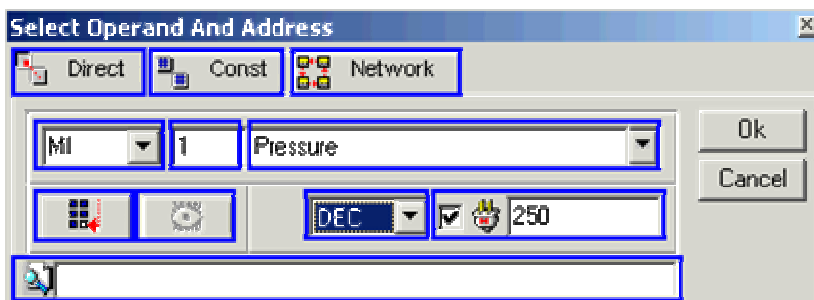 Select Operand And Address
Direct Const Network
MI 1 Pressure Ok
Cancel
DEC 250